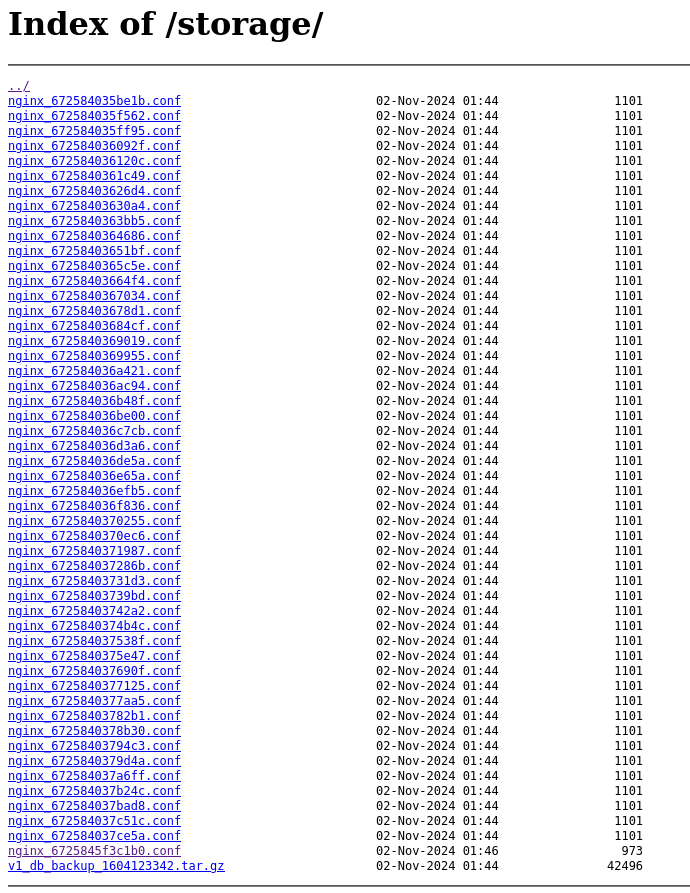 Index of /storage/
../
nginx_672584035be1b.conf 02-Nov-2024 01:44 1101
nginx_672584035f562.conf 02-Nov-2024 01:44 1101
nginx_672584035ff95.conf 02-Nov-2024 01:44 1101
nginx_672584036092f.conf 02-Nov-2024 01:44 1101
nginx_672584036120c.conf 02-Nov-2024 01:44 1101
nginx_6725840361c49.conf 02-Nov-2024 01:44 1101
nginx_67258403626d4.conf 02-Nov-2024 01:44 1101
nginx_67258403630a4.conf 02-Nov-2024 01:44 1101
nginx_6725840363bb5.conf 02-Nov-2024 01:44 1101
nginx_6725840364686.conf 02-Nov-2024 01:44 1101
nginx_67258403651bf.conf 02-Nov-2024 01:44 1101
nginx_6725840365c5e.conf 02-Nov-2024 01:44 1101
nginx_67258403664f4.conf 02-Nov-2024 01:44 1101
nginx_6725840367034.conf 02-Nov-2024 01:44 1101
nginx_67258403678d1.conf 02-Nov-2024 01:44 1101
nginx_67258403684cf.conf 02-Nov-2024 01:44 1101
nginx_6725840369019.conf 02-Nov-2024 01:44 1101
nginx_6725840369955.conf 02-Nov-2024 01:44 1101
nginx_672584036a421.conf 02-Nov-2024 01:44 1101
nginx_672584036ac94.conf 02-Nov-2024 01:44 1101
nginx_672584036b48f.conf 02-Nov-2024 01:44 1101
nginx_672584036be00.conf 02-Nov-2024 01:44 1101
nginx_672584036c7cb.conf 02-Nov-2024 01:44 1101
nginx_672584036d3a6.conf 02-Nov-2024 01:44 1101
nginx_672584036de5a.conf 02-Nov-2024 01:44 1101
nginx_672584036e65a.conf 02-Nov-2024 01:44 1101
nginx_672584036efb5.conf 02-Nov-2024 01:44 1101
nginx_672584036f836.conf 02-Nov-2024 01:44 1101
nginx_6725840370255.conf 02-Nov-2024 01:44 1101
nginx_6725840370ec6.conf 02-Nov-2024 01:44 1101
nginx_6725840371987.conf 02-Nov-2024 01:44 1101
nginx_672584037286b.conf 02-Nov-2024 01:44 1101
nginx_67258403731d3.conf 02-Nov-2024 01:44 1101
nginx_67258403739bd.conf 02-Nov-2024 01:44 1101
nginx_67258403742a2.conf 02-Nov-2024 01:44 1101
nginx_6725840374b4c.conf 02-Nov-2024 01:44 1101
nginx_672584037538f.conf 02-Nov-2024 01:44 1101
nginx_6725840375e47.conf 02-Nov-2024 01:44 1101
nginx_672584037690f.conf 02-Nov-2024 01:44 1101
nginx_6725840377125.conf 02-Nov-2024 01:44 1101
nginx_6725840377aa5.conf 02-Nov-2024 01:44 1101
nginx_67258403782b1.conf 02-Nov-2024 01:44 1101
nginx_6725840378b30.conf 02-Nov-2024 01:44 1101
nginx_67258403794c3.conf 02-Nov-2024 01:44 1101
nginx_6725840379d4a.conf 02-Nov-2024 01:44 1101
nginx_672584037a6ff.conf 02-Nov-2024 01:44 1101
nginx_672584037b24c.conf 02-Nov-2024 01:44 1101
nginx_672584037bad8.conf 02-Nov-2024 01:44 1101
nginx_672584037c51c.conf 02-Nov-2024 01:44 1101
nginx_672584037ce5a.conf 02-Nov-2024 01:44 1101
nginx_6725845f3c1b0.conf 02-Nov-2024 01:46 973
v1_db_backup_1604123342.tar.gz 02-Nov-2024 01:44 42496